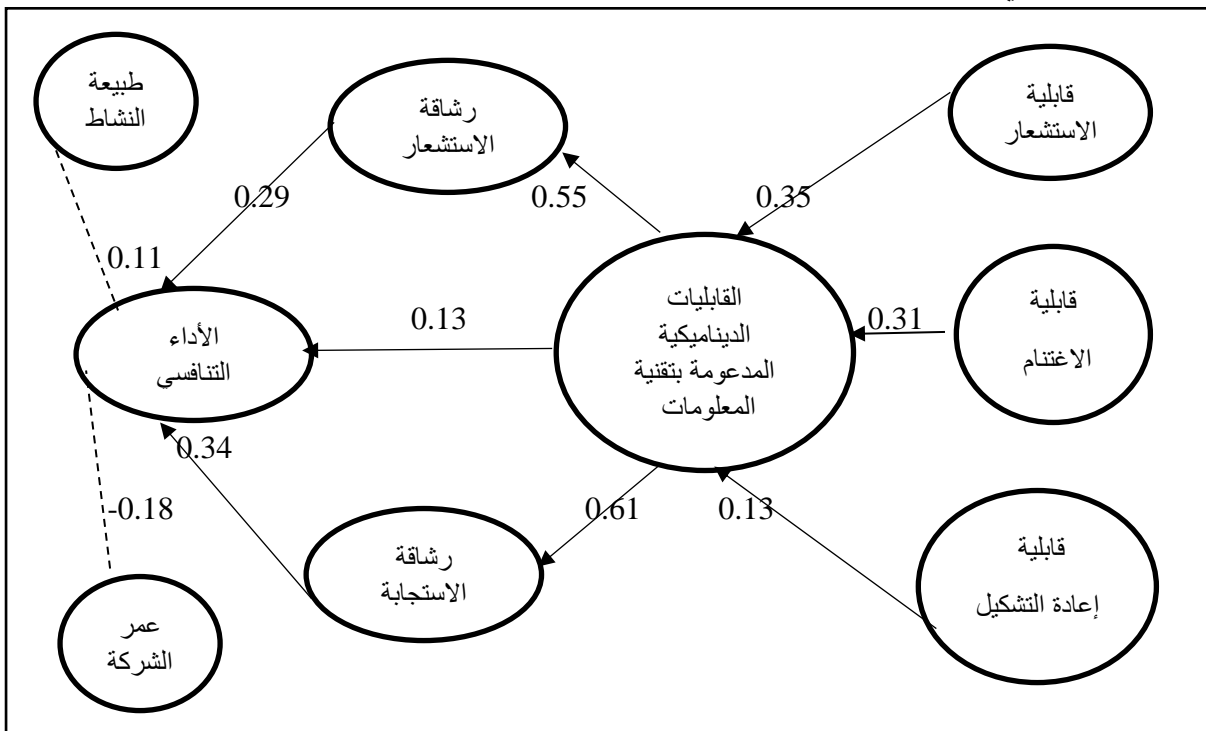 قابلية
الاستشعار
رشاقة
الاستشعار
طبيعة
النشاط
0.35
0.55
0.29
0.11
قابلية
الاغتنام
0.31
القابليات
الديناميكية
المدعومة بتقنية
المعلومات
0.13
الأداء
التنافسي
قابلية
إعادة التشكيل
0.13
0.61
0.34
-0.18
رشاقة
الاستجابة
عمر
الشركة